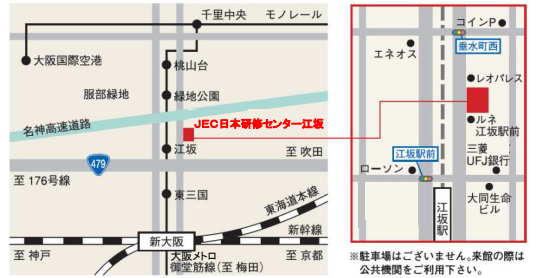 千里中央
モノレール
大阪国際空港
桃山台
服部緑地
緑地公園
名神高速道路
JEC日本研修センター江坂
江坂
至 吹田
479
至 176号線
東三国
東海道本線
新大阪
新幹線
至 神戸
大阪メトロ
御堂筋線(至 梅田)
至 京都
コインP
垂水町西
エネオス
レオパレス
ルネ
江坂駅前
三菱
UFJ銀行
江坂駅前
ローソン
江坂駅
大同生命
ビル
※駐車場はございません。来館の際は
公共機関をご利用下さい。